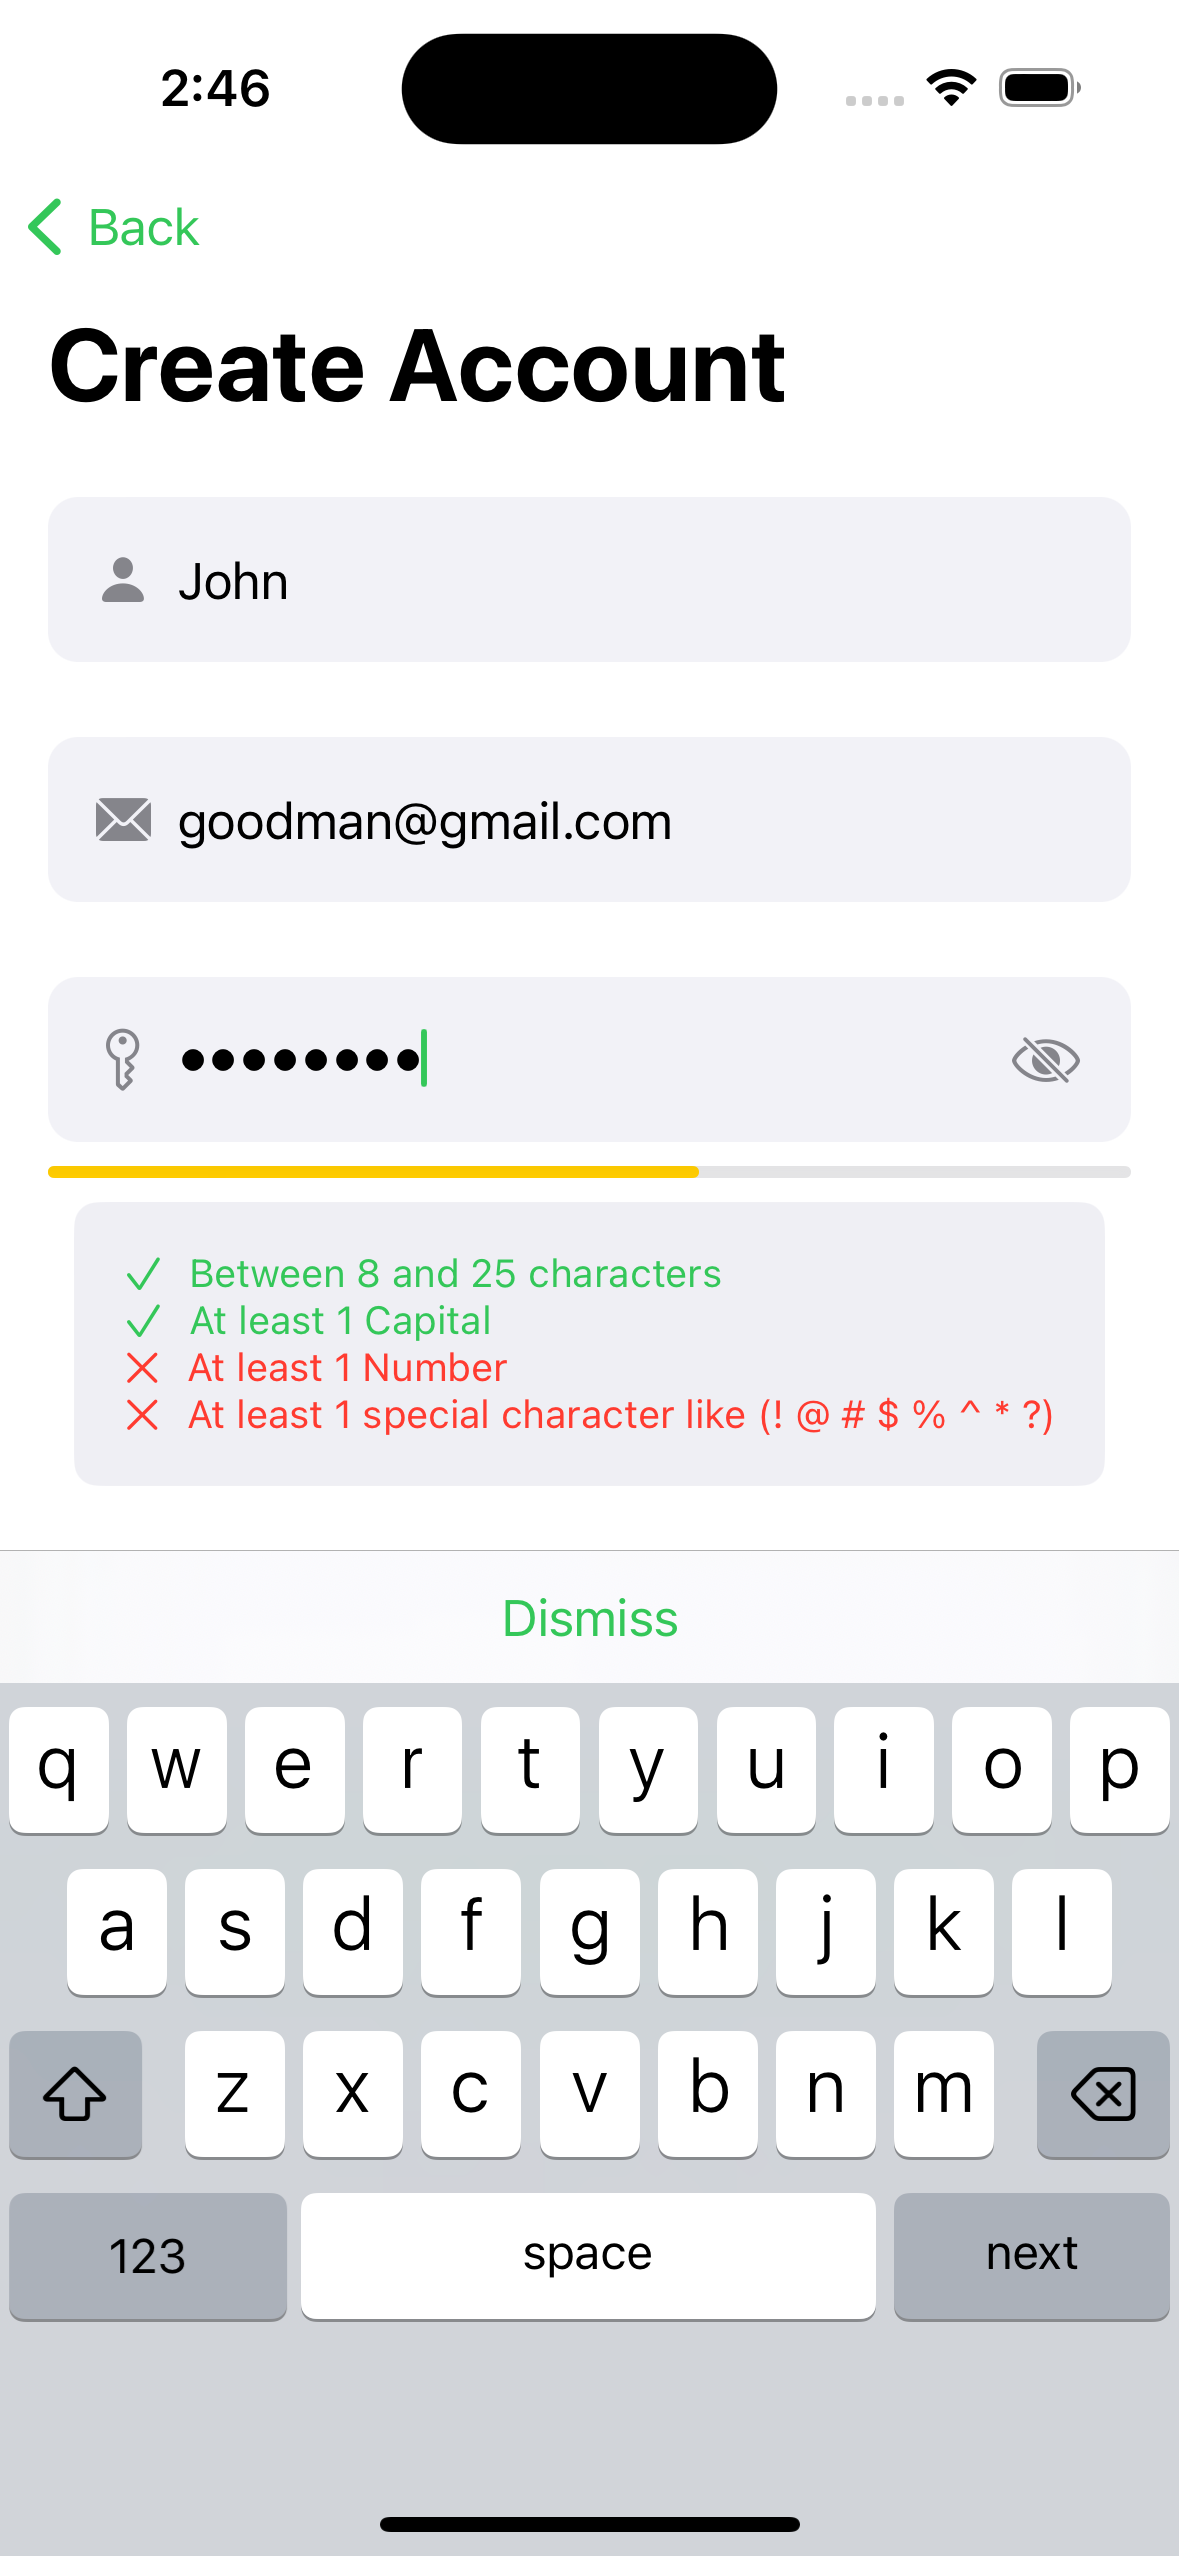 2:46
Back
Create Account
John
goodman@gmail.com
••••••••
Between 8 and 25 characters
At least 1 Capital
At least 1 Number
At least 1 special character like (! @ # $ % ^ * ?)
Dismiss
q w e r t y u i o p
a s d f g h j k l
z x c v b n m
123 space next